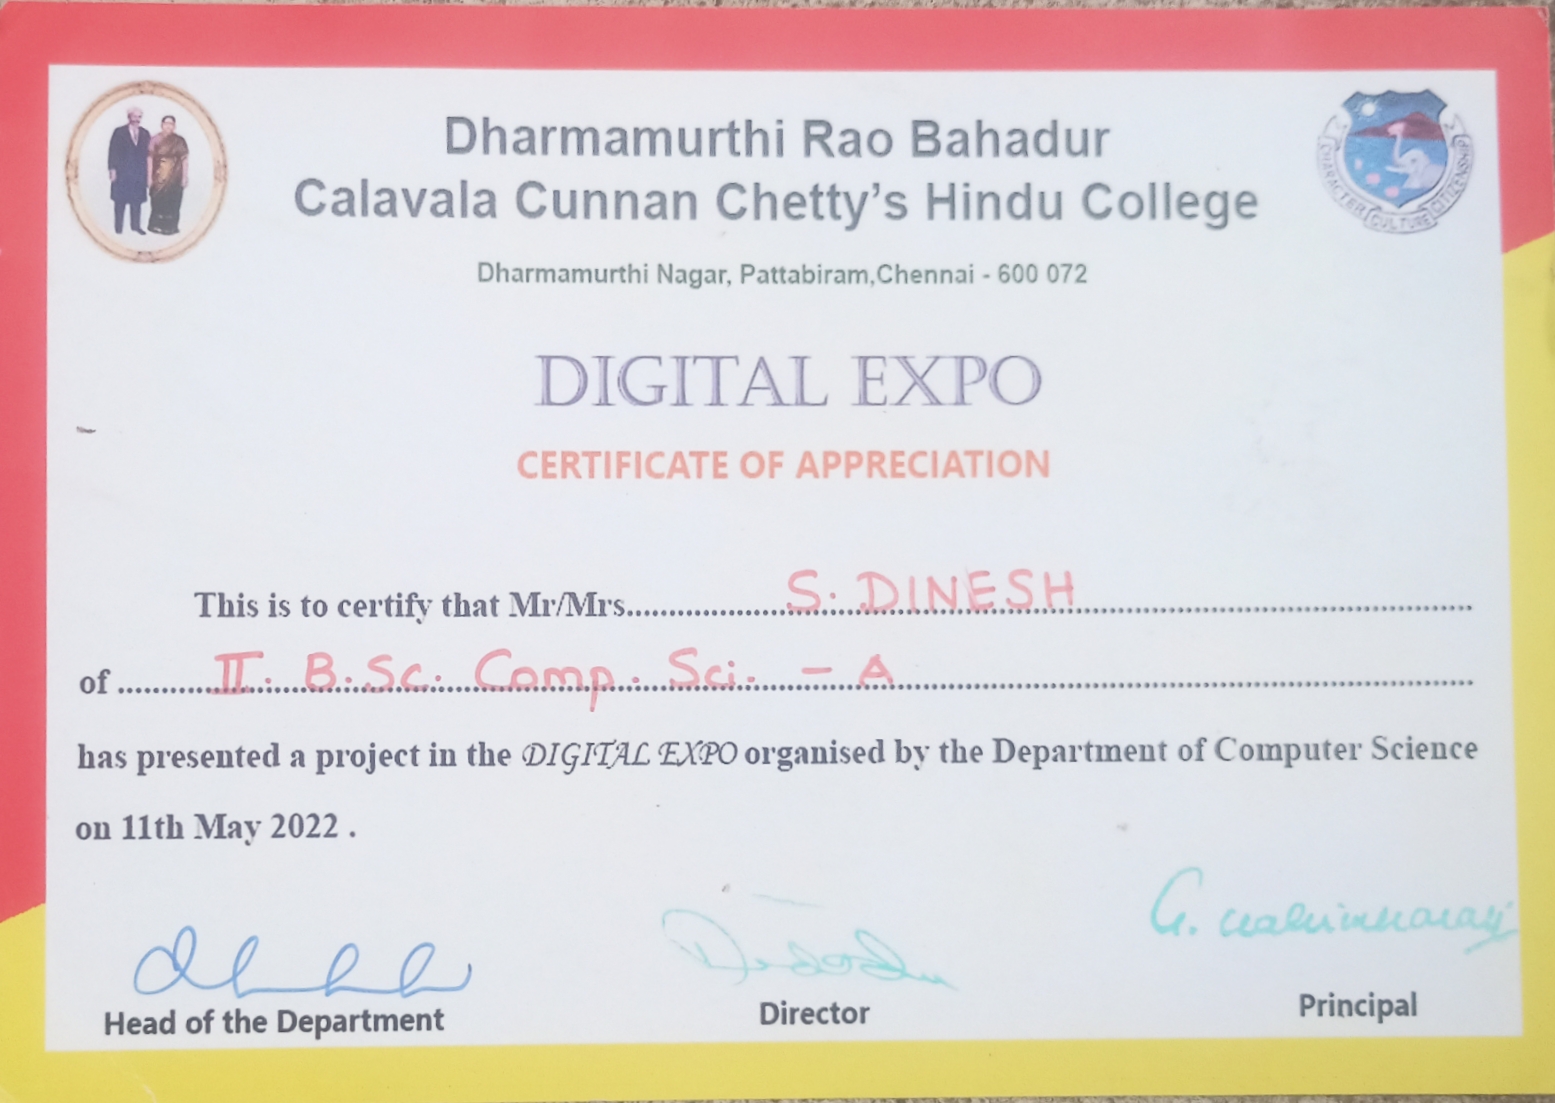 Dharmamurthi Rao Bahadur
Calavala Cunnan Chetty's Hindu College
CHARACTER CULTURE CITIZENSHIP
Dharmamurthi Nagar, Pattabiram,Chennai - 600 072
DIGITAL EXPO
CERTIFICATE OF APPRECIATION
This is to certify that Mr/Mrs. S. DINESH
of II. B.Sc. Comp. Sci. - A
has presented a project in the DIGITAL EXPO organised by the Department of Computer Science
on 11th May 2022 .
G.
Head of the Department
Director
Principal